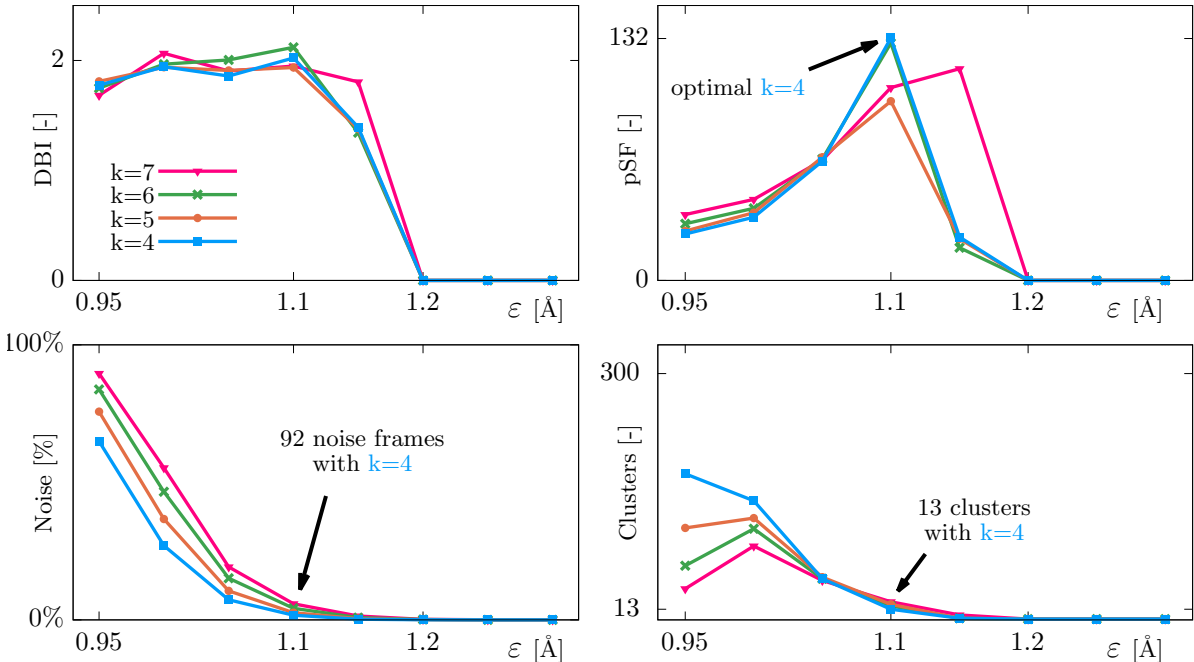 2
DBI [-]
k=7
k=6
k=5
k=4
0
0.95
1.1
1.2
ε [Å]
132
optimal k=4
pSF [-]
0
0.95
1.1
1.2
ε [Å]
100%
Noise [%]
92 noise frames
with k=4
0%
0.95
1.1
1.2
ε [Å]
300
Clusters [-]
13 clusters
with k=4
13
0.95
1.1
1.2
ε [Å]